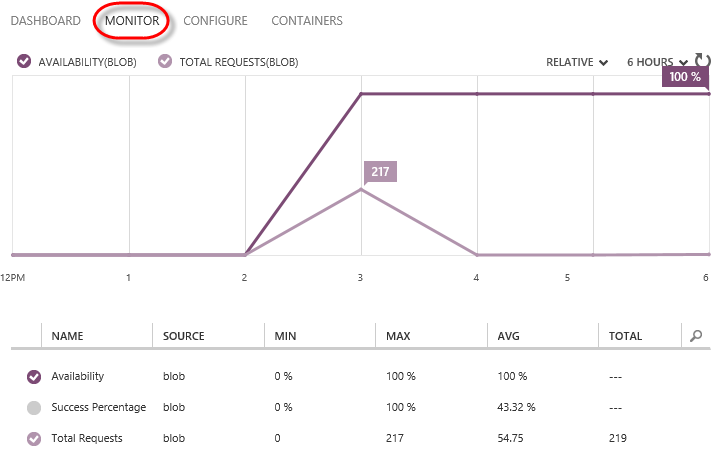 DASHBOARD MONITOR CONFIGURE CONTAINERS
AVAILABILITY(BLOB) TOTAL REQUESTS(BLOB) RELATIVE 6 HOURS
100 %
217
12PM 1 2 3 4 5 6
NAME SOURCE MIN MAX AVG TOTAL
Availability blob 0 % 100 % 100 % ---
Success Percentage blob 0 % 100 % 43.32 % ---
Total Requests blob 0 217 54.75 219